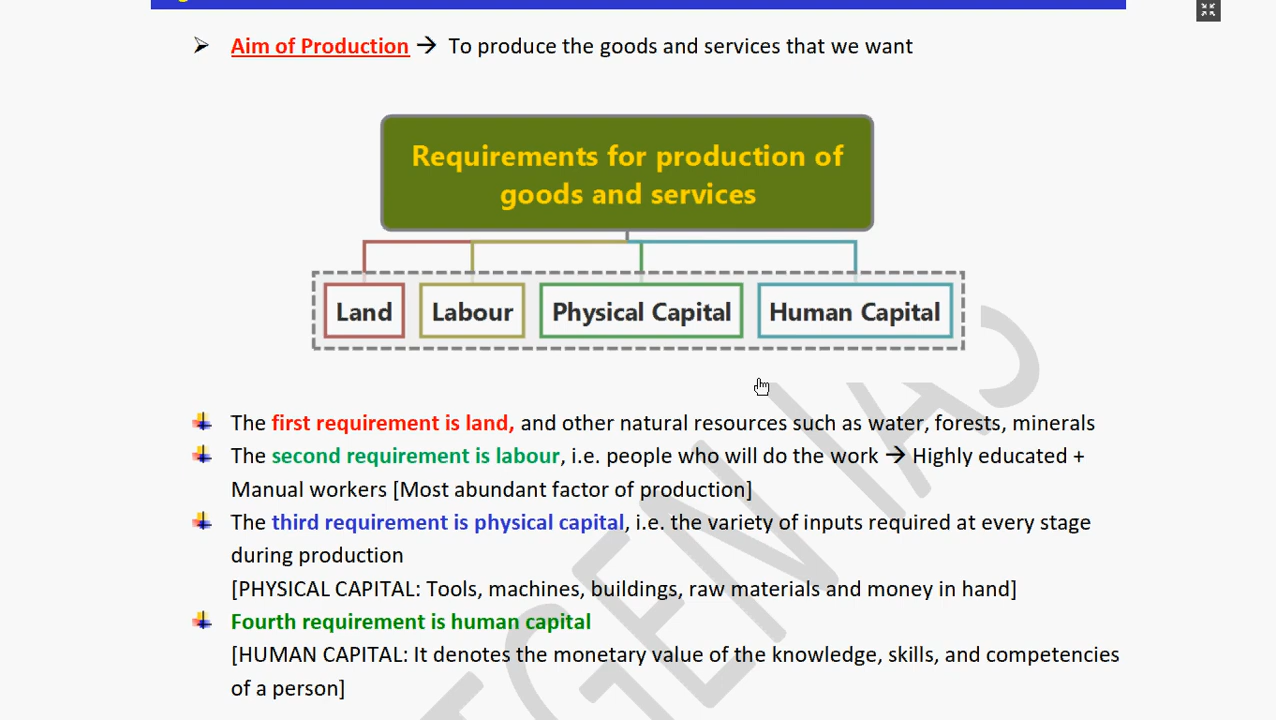 Aim of Production → To produce the goods and services that we want
Requirements for production of
goods and services
Land Labour Physical Capital Human Capital
The first requirement is land, and other natural resources such as water, forests, minerals
The second requirement is labour, i.e. people who will do the work → Highly educated +
Manual workers [Most abundant factor of production]
The third requirement is physical capital, i.e. the variety of inputs required at every stage
during production
[PHYSICAL CAPITAL: Tools, machines, buildings, raw materials and money in hand]
Fourth requirement is human capital
[HUMAN CAPITAL: It denotes the monetary value of the knowledge, skills, and competencies
of a person]